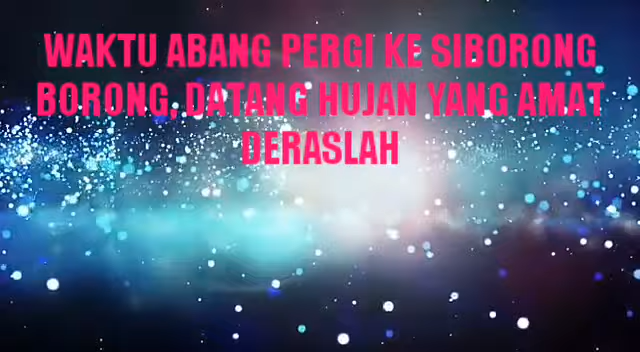 WAKTU ABANG PERGI KE SIBORONG
BORONG, DATANG HUJAN YANG AMAT
DERASLAH